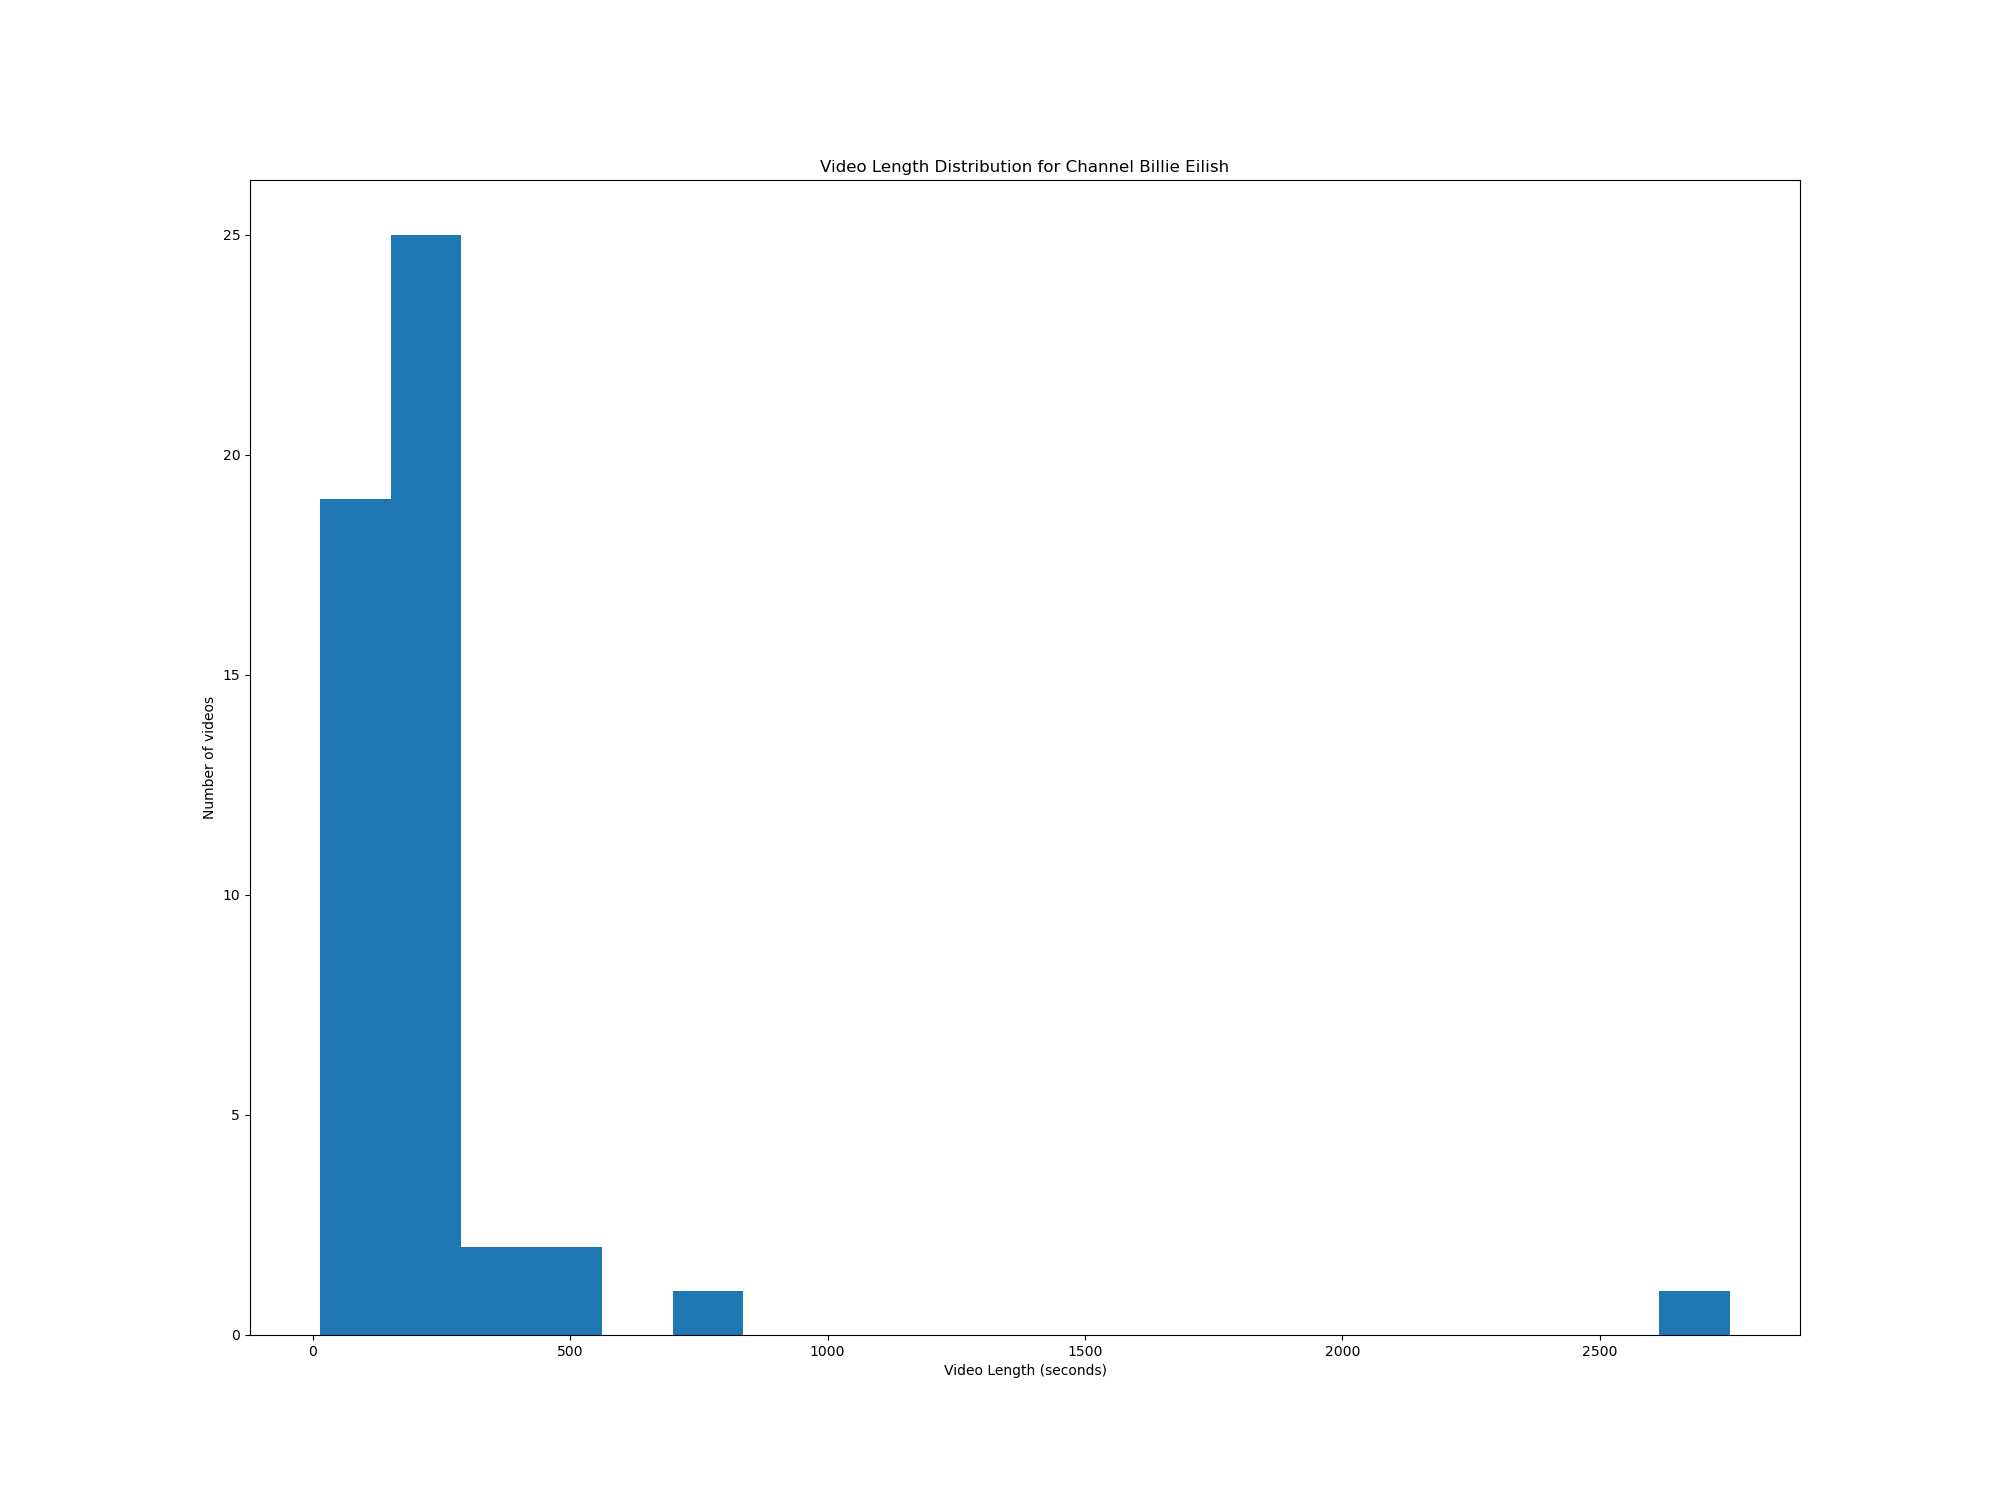 Video Length Distribution for Channel Billie Eilish
25
20
15
10
5
0
Number of videos
0 500 1000 1500 2000 2500
Video Length (seconds)